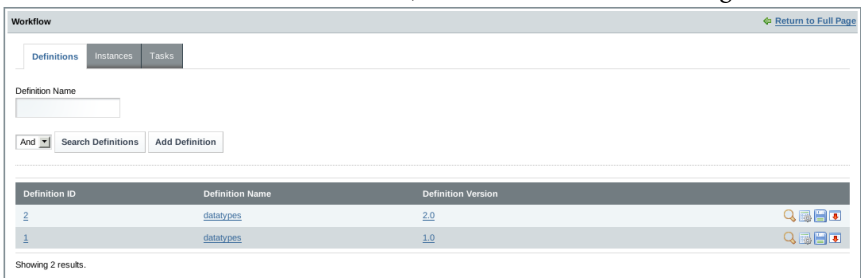 Workflow
Return to Full Page
Definitions Instances Tasks
Definition Name
And Search Definitions Add Definition
Definition ID Definition Name Definition Version
2 datatypes 2.0
1 datatypes 1.0
Showing 2 results.